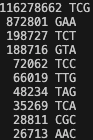 116278662 TCG
872801 GAA
198727 TCT
188716 GTA
72062 TCC
66019 TTG
48234 TAG
35269 TCA
28811 CGC
26713 AAC